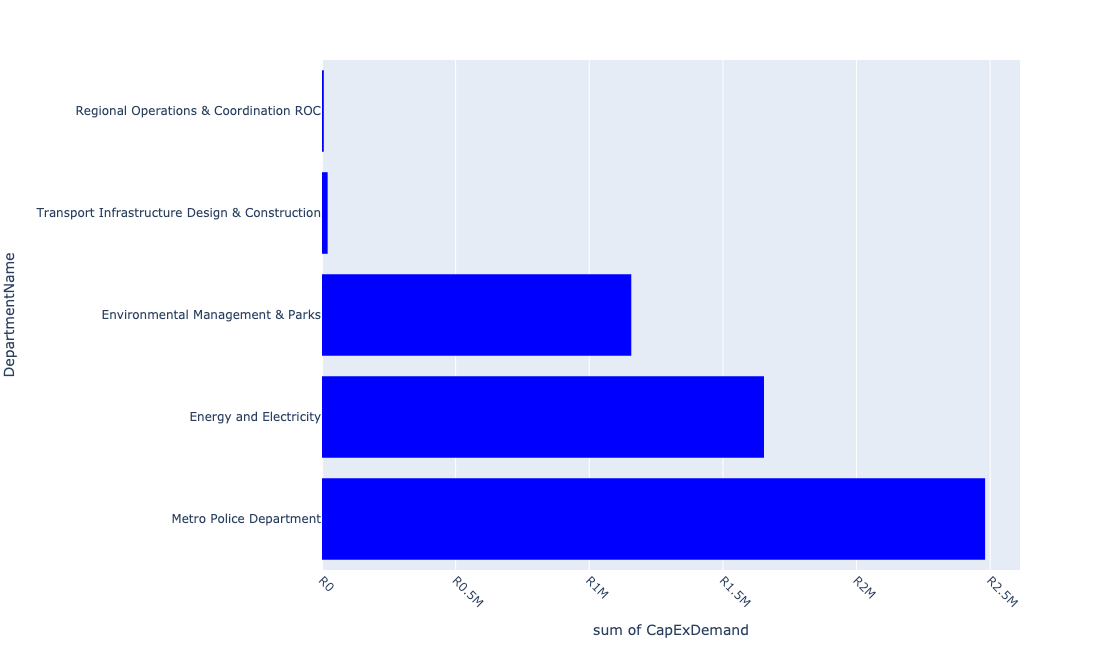 Regional Operations & Coordination ROC
Transport Infrastructure Design & Construction
Environmental Management & Parks
Energy and Electricity
Metro Police Department
DepartmentName
R0
R0.5M
R1M
R1.5M
R2M
R2.5M
sum of CapExDemand